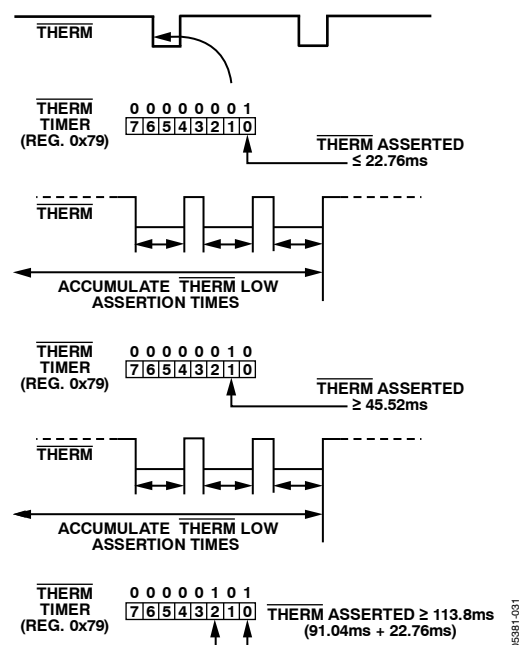 THERM
THERM
TIMER
(REG. 0x79)
0 0 0 0 0 0 0 1
7 6 5 4 3 2 1 0
THERM ASSERTED
≤ 22.76ms
THERM
ACCUMULATE THERM LOW
ASSERTION TIMES
THERM
TIMER
(REG. 0x79)
0 0 0 0 0 0 1 0
7 6 5 4 3 2 1 0
THERM ASSERTED
≥ 45.52ms
THERM
ACCUMULATE THERM LOW
ASSERTION TIMES
THERM
TIMER
(REG. 0x79)
0 0 0 0 0 1 0 1
7 6 5 4 3 2 1 0
THERM ASSERTED ≥ 113.8ms
(91.04ms + 22.76ms)
05381-031